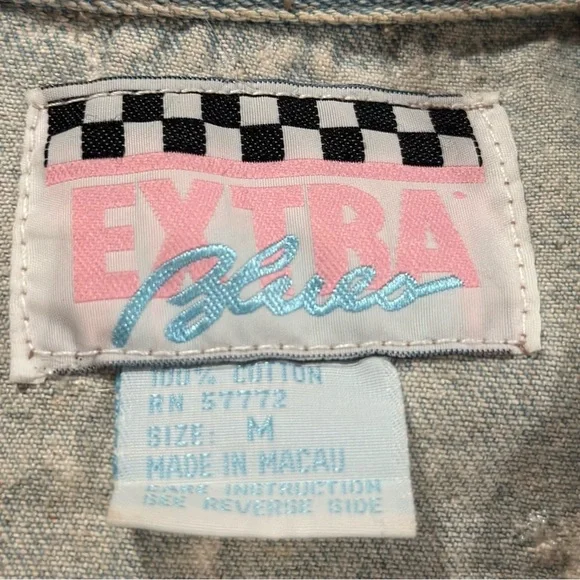 EXTRA
Blues
100% COTTON
RN 57772
SIZE: M
MADE IN MACAU
CARE INSTRUCTION
SEE REVERSE SIDE